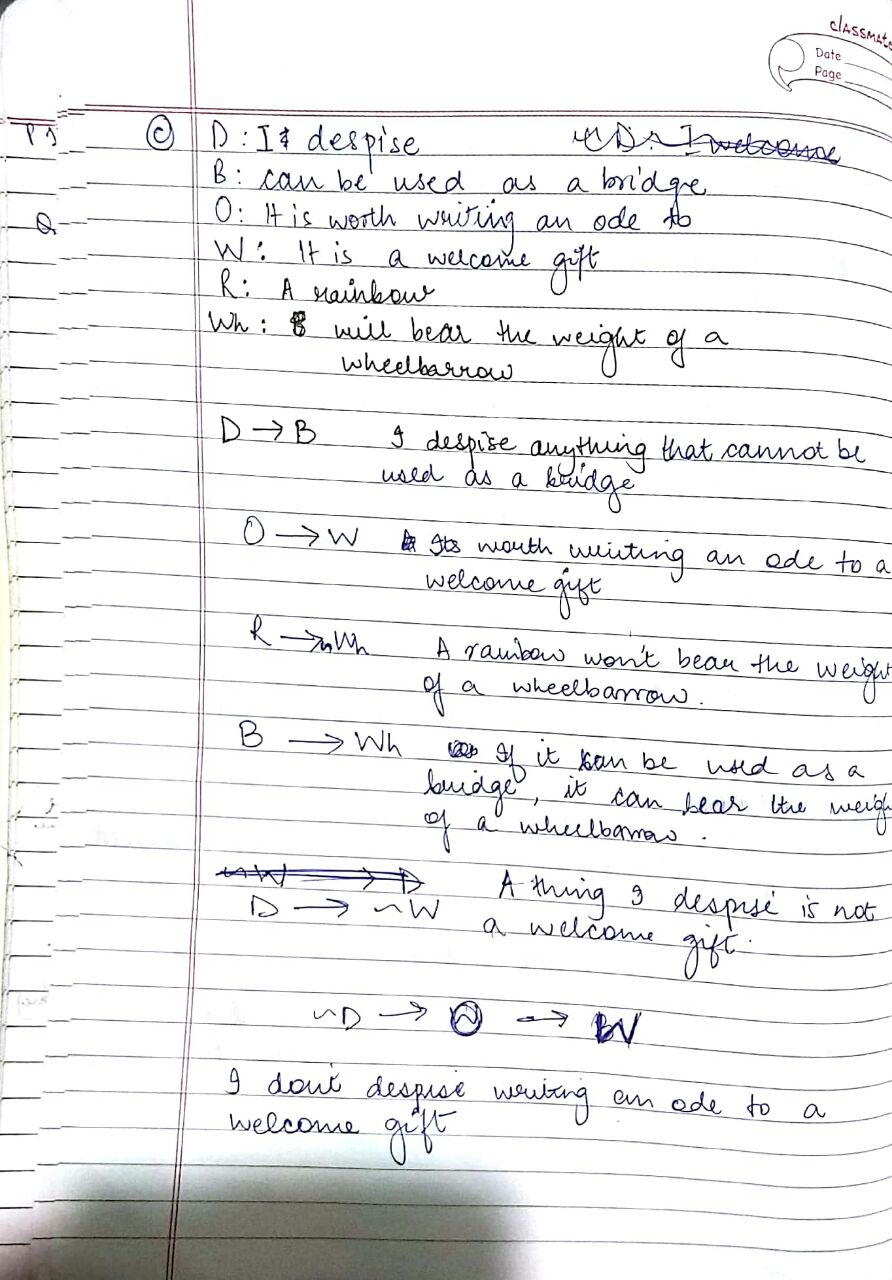 classmate
Date
Page
C D : I despise
B : can be used as a bridge
O : It is worth writing an ode to
W : It is a welcome gift
R : A rainbow
Wh : will bear the weight of a
wheelbarrow
D → B I despise anything that cannot be
used as a bridge
O → W Its worth writing an ode to a
welcome gift
R → ~Wh A rainbow won't bear the weight
of a wheelbarrow.
B → Wh If it can be used as a
bridge, it can bear the weigh
of a wheelbarrow.
~W → D A thing I despise is not
D → ~W a welcome gift.
~D → W →
I don't despise writing an ode to a
welcome gift